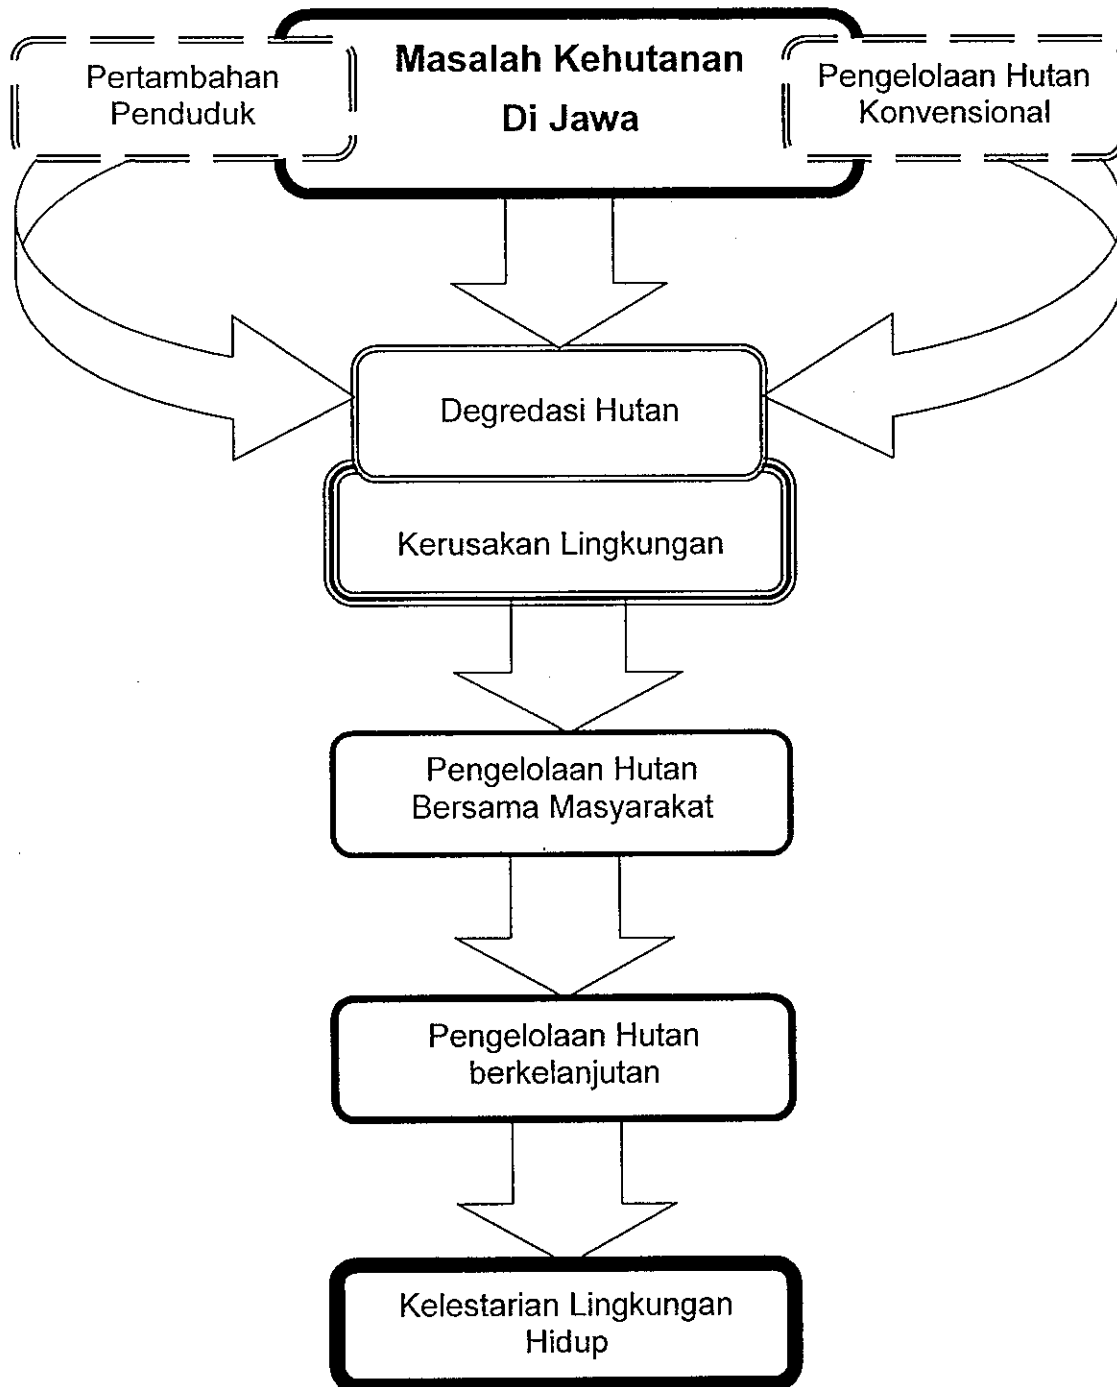 Pertambahan
Penduduk
Masalah Kehutanan
Di Jawa
Pengelolaan Hutan
Konvensional
Degredasi Hutan
Kerusakan Lingkungan
Pengelolaan Hutan
Bersama Masyarakat
Pengelolaan Hutan
berkelanjutan
Kelestarian Lingkungan
Hidup